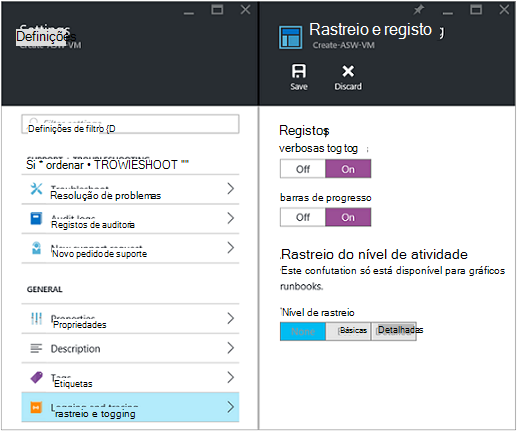 Definições
Create-ASW-VM
Definições de filtro {D
Si " ordenar • TROWIESHOOT ""
Resolução de problemas
Registos de auditoria
Novo pedido de suporte
GENERAL
Propriedades
Description
Etiquetas
rastreio e togging
Rastreio e registo
Create-ASW-VM
Save
Discard
Registos
verbosas tog tog
Off On
barras de progresso
Off On
Rastreio do nível de atividade
Este confutation só está disponível para gráficos
runbooks.
Nível de rastreio
Básicas Detalhadas